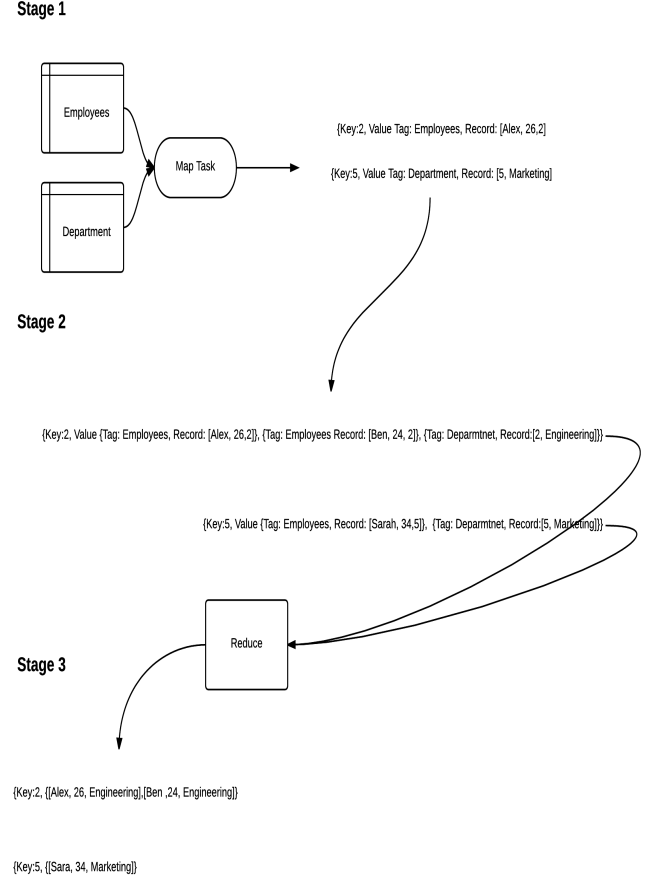 Stage 1
Employees
Map Task
Department
{Key:2, Value Tag: Employees, Record: [Alex, 26,2]
{Key:5, Value Tag: Department, Record: [5, Marketing]
Stage 2
{Key:2, Value {Tag: Employees, Record: [Alex, 26,2]}, {Tag: Employees Record: [Ben, 24, 2]}, {Tag: Deparmtnet, Record:[2, Engineering]}}
{Key:5, Value {Tag: Employees, Record: [Sarah, 34,5]},  {Tag: Deparmtnet, Record:[5, Marketing]}}
Reduce
Stage 3
{Key:2, {[Alex, 26, Engineering],[Ben ,24, Engineering]}
{Key:5, {[Sara, 34, Marketing]}